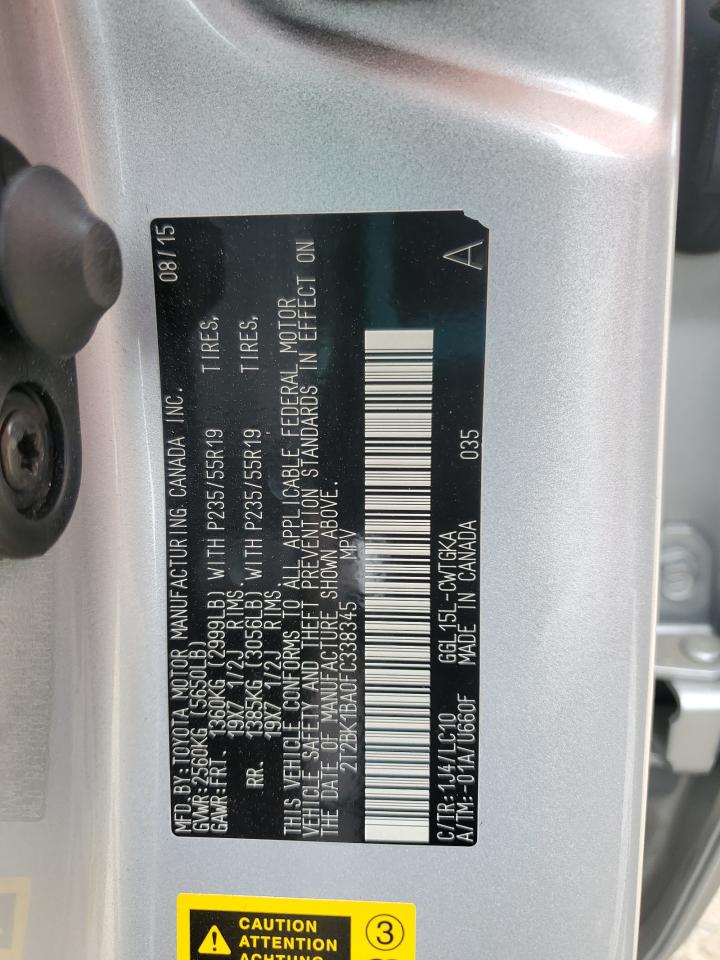 MFD.BY:TOYOTA MOTOR MANUFACTURING CANADA INC. 08/15
GVWR:2560KG (5650LB)
GAWR:FRT. 1360KG (2999LB) WITH P235/55R19 TIRES,
19X7 1/2J RIMS.
RR. 1385KG (3056LB) WITH P235/55R19 TIRES,
19X7 1/2J RIMS.
THIS VEHICLE CONFORMS TO ALL APPLICABLE FEDERAL MOTOR
VEHICLE SAFETY AND THEFT PREVENTION STANDARDS IN EFFECT ON
THE DATE OF MANUFACTURE SHOWN ABOVE.
2T2BK1BA0FC338345 MPV
C/TR:1J4/LC10 GGL15L-CWTGKA 035 A
A/TM:-01A/U660F MADE IN CANADA
CAUTION
ATTENTION
ACHTUNG
3